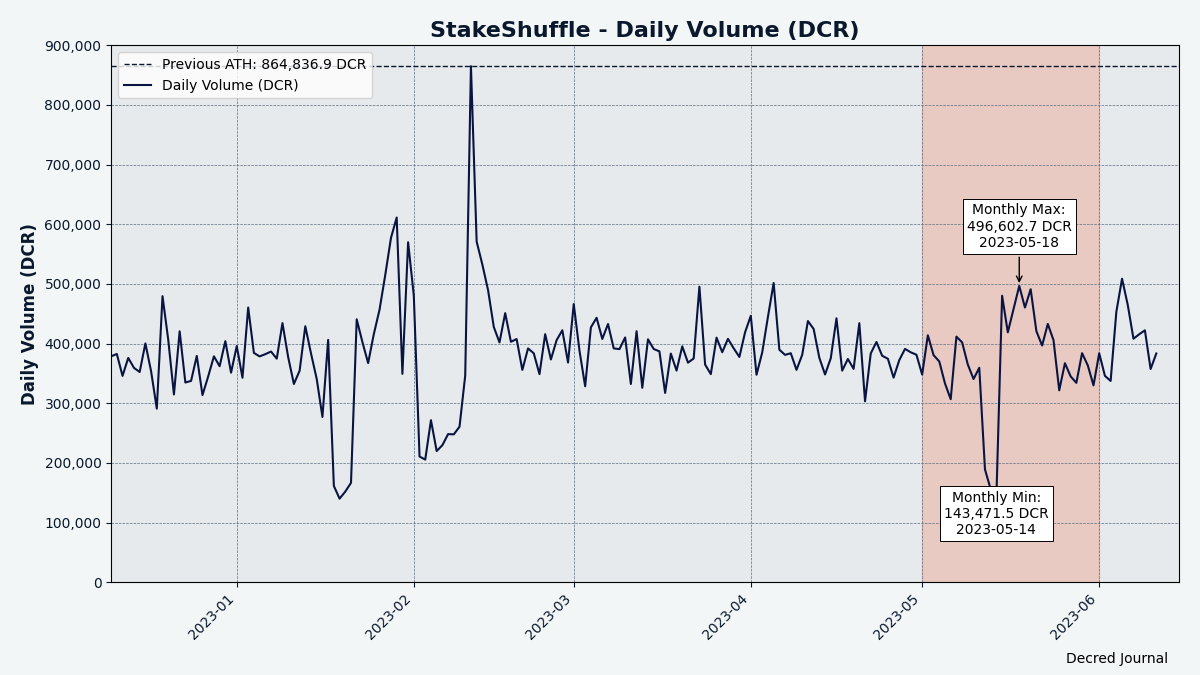 StakeShuffle - Daily Volume (DCR)
Previous ATH: 864,836.9 DCR
Daily Volume (DCR)
Daily Volume (DCR)
900,000
800,000
700,000
600,000
500,000
400,000
300,000
200,000
100,000
0
Monthly Max:
496,602.7 DCR
2023-05-18
Monthly Min:
143,471.5 DCR
2023-05-14
2023-01
2023-02
2023-03
2023-04
2023-05
2023-06
Decred Journal